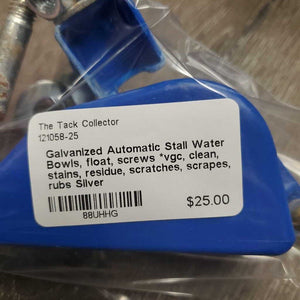 The Tack Collector
121058-25
Galvanized Automatic Stall Water
Bowls, float, screws *vgc, clean,
stains, residue, scratches, scrapes,
rubs Silver
$25.00
88UHHG